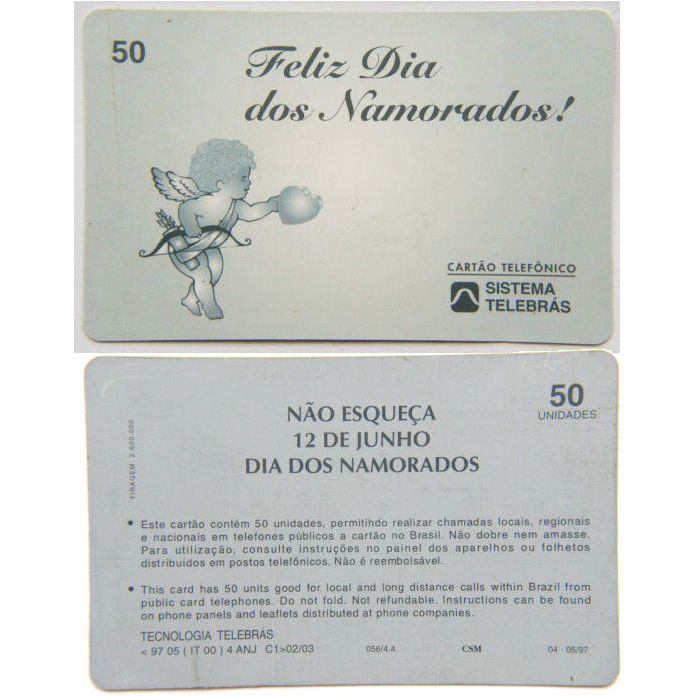 50
Feliz Dia
dos Namorados!
CARTÃO TELEFÔNICO
SISTEMA
TELEBRÁS
50
UNIDADES
NÃO ESQUEÇA
12 DE JUNHO
DIA DOS NAMORADOS
TIRAGEM 2.600.000
• Este cartão contém 50 unidades, permitihdo realizar chamadas locais, regionais
e nacionais em telefones públicos a cartão no Brasil. Não dobre nem amasse.
Para utilização, consulte instruções no painel dos aparelhos ou folhetos
distribuídos em postos telefônicos. Não é reembolsável.
• This card has 50 units good for local and long distance calls within Brazil from
public card telephones. Do not fold. Not refundable. Instructions can be found
on phone panels and leaflets distributed at phone companies.
TECNOLOGIA TELEBRÁS
< 97 05 ( IT 00 ) 4 ANJ C1>02/03 056/4.4 CSM 04 - 05/97